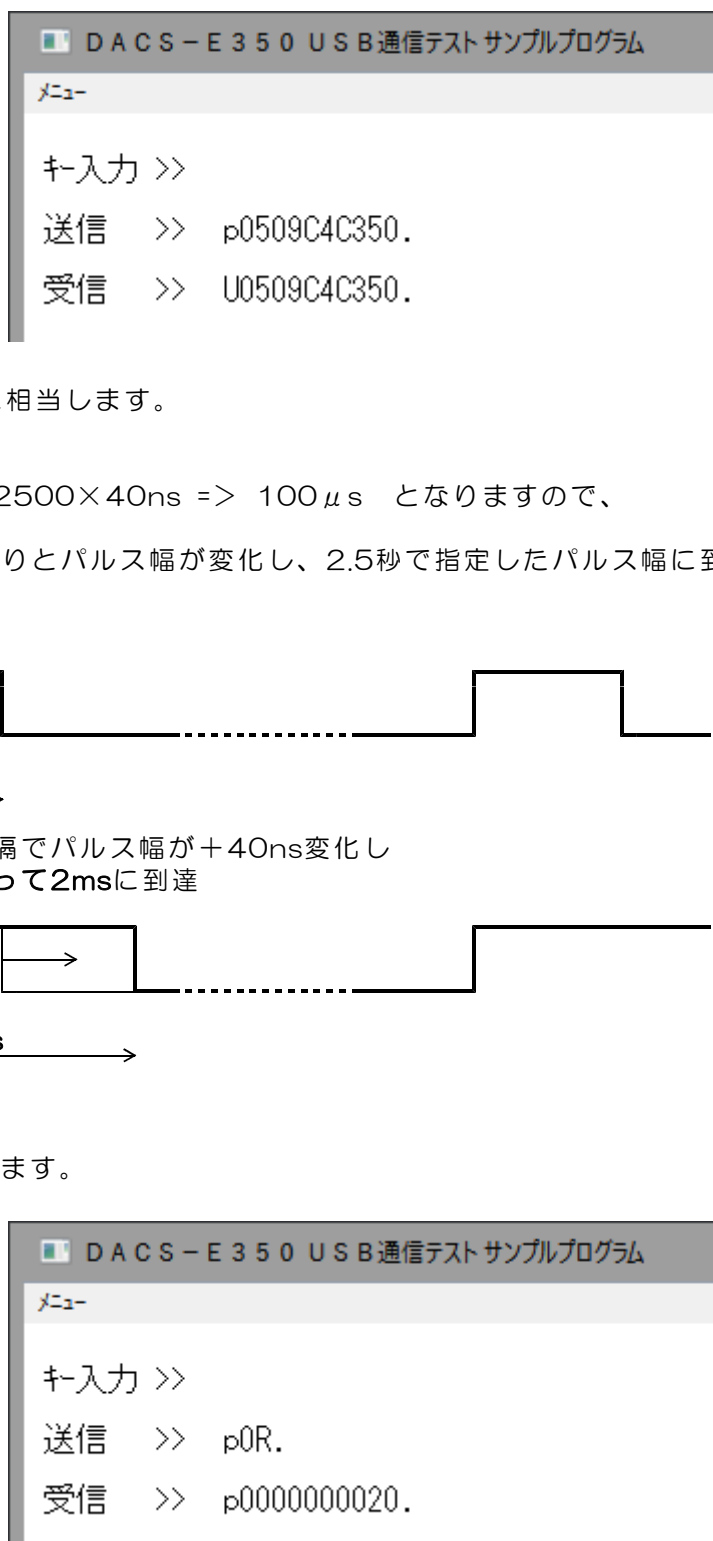 DACS－E350 USB通信テスト サンプルプログラム
ﾒﾆｭｰ
ｷｰ入力 >>
送信 >> p0509C4C350.
受信 >> U0509C4C350.
相当します。
2500×40ns => 100μs となりますので、
りとパルス幅が変化し、2.5秒で指定したパルス幅に
隔でパルス幅が＋40ns変化し
って2msに到達
s
ます。
DACS－E350 USB通信テスト サンプルプログラム
ﾒﾆｭｰ
ｷｰ入力 >>
送信 >> p0R.
受信 >> p0000000020.